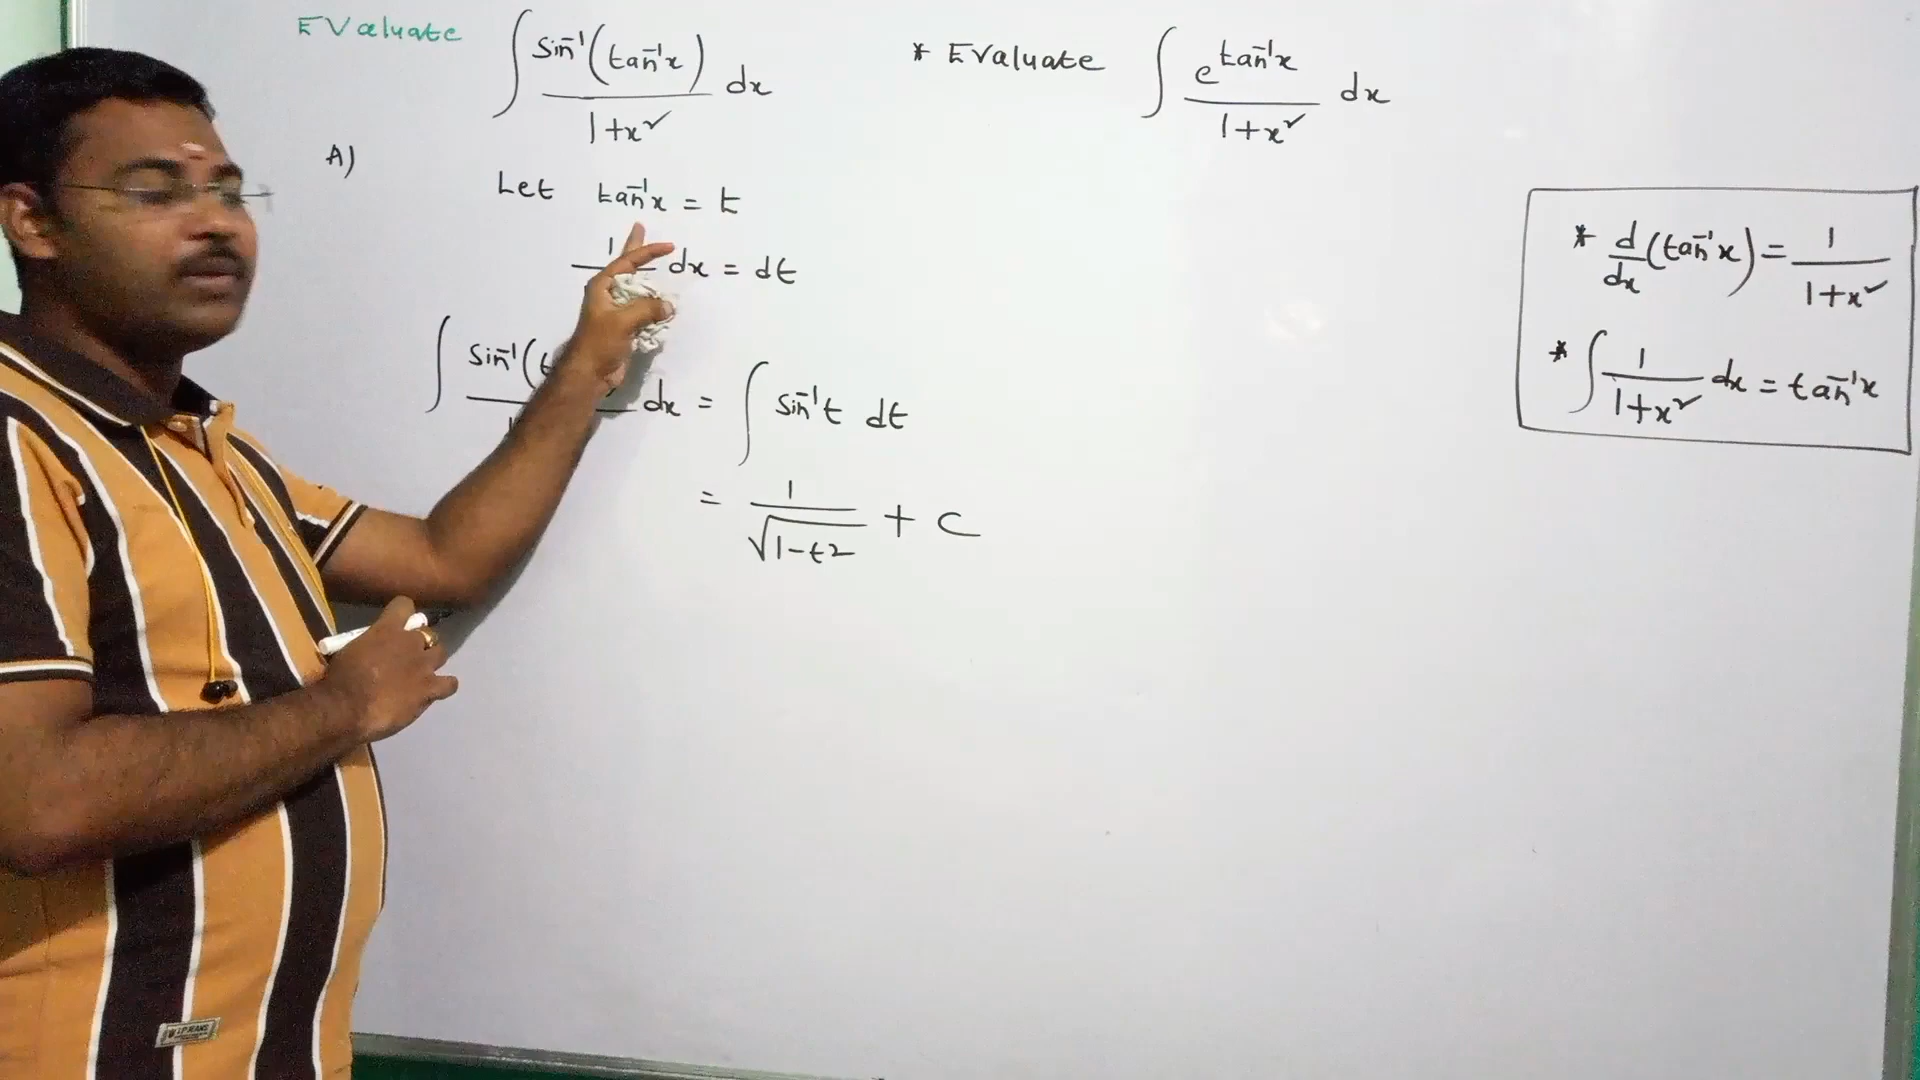 Evaluate ∫ sin⁻¹(tan⁻¹x) / 1+x² dx
A)
Let tan⁻¹x = t
1 dx = dt
∫ sin⁻¹(t dx = ∫ sin⁻¹t dt
= 1 / √1-t² + c
* Evaluate ∫ e^tan⁻¹x / 1+x² dx
* d/dx (tan⁻¹x) = 1 / 1+x²
* ∫ 1 / 1+x² dx = tan⁻¹x